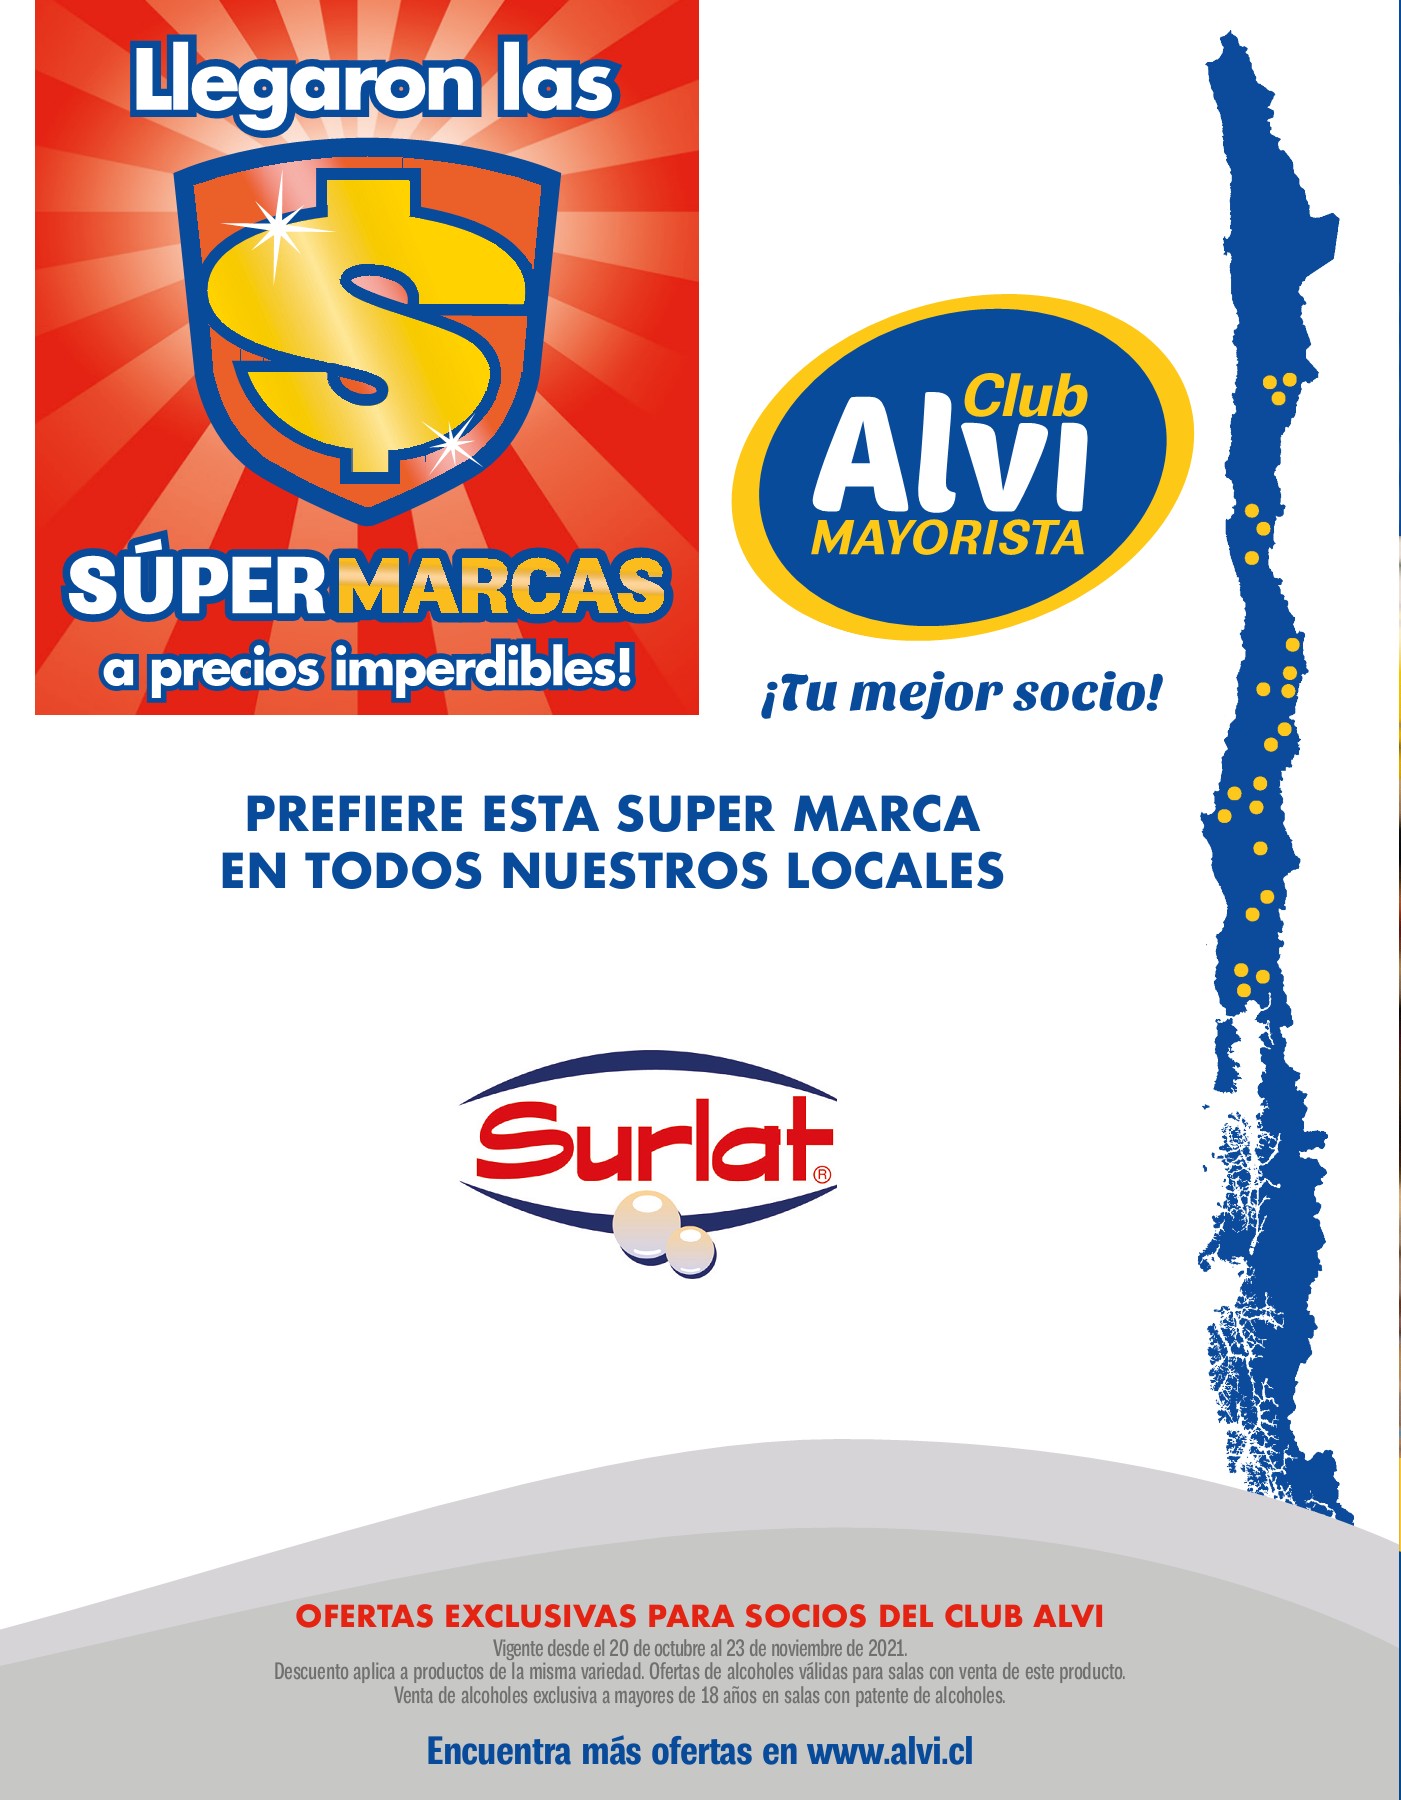 Llegaron las
$
SÚPERMARCAS
a precios imperdibles!
Club
Alvi
MAYORISTA
¡Tu mejor socio!
PREFIERE ESTA SUPER MARCA
EN TODOS NUESTROS LOCALES
Surlat®
OFERTAS EXCLUSIVAS PARA SOCIOS DEL CLUB ALVI
Vigente desde el 20 de octubre al 23 de noviembre de 2021.
Descuento aplica a productos de la misma variedad. Ofertas de alcoholes válidas para salas con venta de este producto.
Venta de alcoholes exclusiva a mayores de 18 años en salas con patente de alcoholes.
Encuentra más ofertas en www.alvi.cl